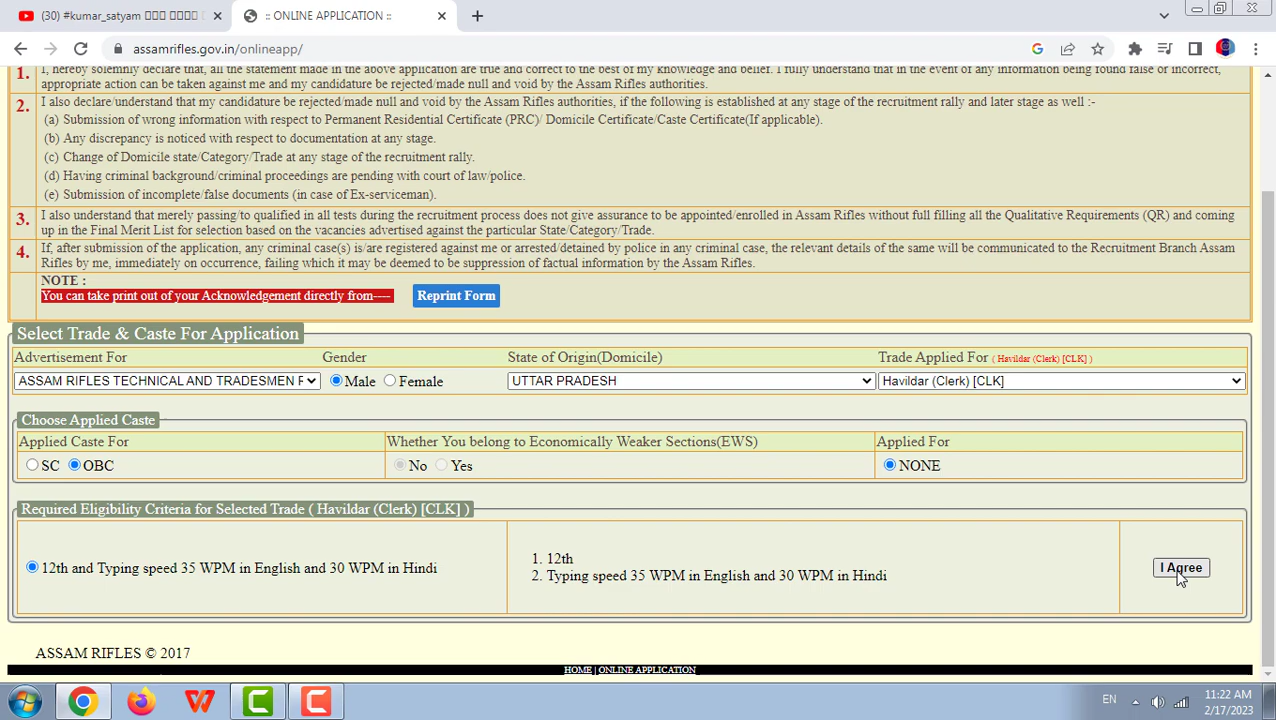 (30) #kumar_satyam
:: ONLINE APPLICATION ::
assamrifles.gov.in/onlineapp/
1. I, hereby solemnly declare that, all the statement made in the above application are true and correct to the best of my knowledge and belief. I fully understand that in the event of any information being found false or incorrect,
appropriate action can be taken against me and my candidature be rejected/made null and void by the Assam Rifles authorities.
2. I also declare/understand that my candidature be rejected/made null and void by the Assam Rifles authorities, if the following is established at any stage of the recruitment rally and later stage as well :-
(a) Submission of wrong information with respect to Permanent Residential Certificate (PRC)/ Domicile Certificate/Caste Certificate(If applicable).
(b) Any discrepancy is noticed with respect to documentation at any stage.
(c) Change of Domicile state/Category/Trade at any stage of the recruitment rally.
(d) Having criminal background/criminal proceedings are pending with court of law/police.
(e) Submission of incomplete/false documents (in case of Ex-serviceman).
3. I also understand that merely passing/to qualified in all tests during the recruitment process does not give assurance to be appointed/enrolled in Assam Rifles without full filling all the Qualitative Requirements (QR) and coming
up in the Final Merit List for selection based on the vacancies advertised against the particular State/Category/Trade.
4. If, after submission of the application, any criminal case(s) is/are registered against me or arrested/detained by police in any criminal case, the relevant details of the same will be communicated to the Recruitment Branch Assam
Rifles by me, immediately on occurrence, failing which it may be deemed to be suppression of factual information by the Assam Rifles.
NOTE :
You can take print out of your Acknowledgement directly from---- Reprint Form
Select Trade & Caste For Application
Advertisement For Gender State of Origin(Domicile) Trade Applied For ( Havildar (Clerk) [CLK] )
ASSAM RIFLES TECHNICAL AND TRADESMEN R Male Female UTTAR PRADESH Havildar (Clerk) [CLK]
Choose Applied Caste
Applied Caste For Whether You belong to Economically Weaker Sections(EWS) Applied For
SC OBC No Yes NONE
Required Eligibility Criteria for Selected Trade ( Havildar (Clerk) [CLK] )
12th and Typing speed 35 WPM in English and 30 WPM in Hindi
1. 12th
2. Typing speed 35 WPM in English and 30 WPM in Hindi
I Agree
ASSAM RIFLES © 2017
HOME | ONLINE APPLICATION
EN
11:22 AM
2/17/2023